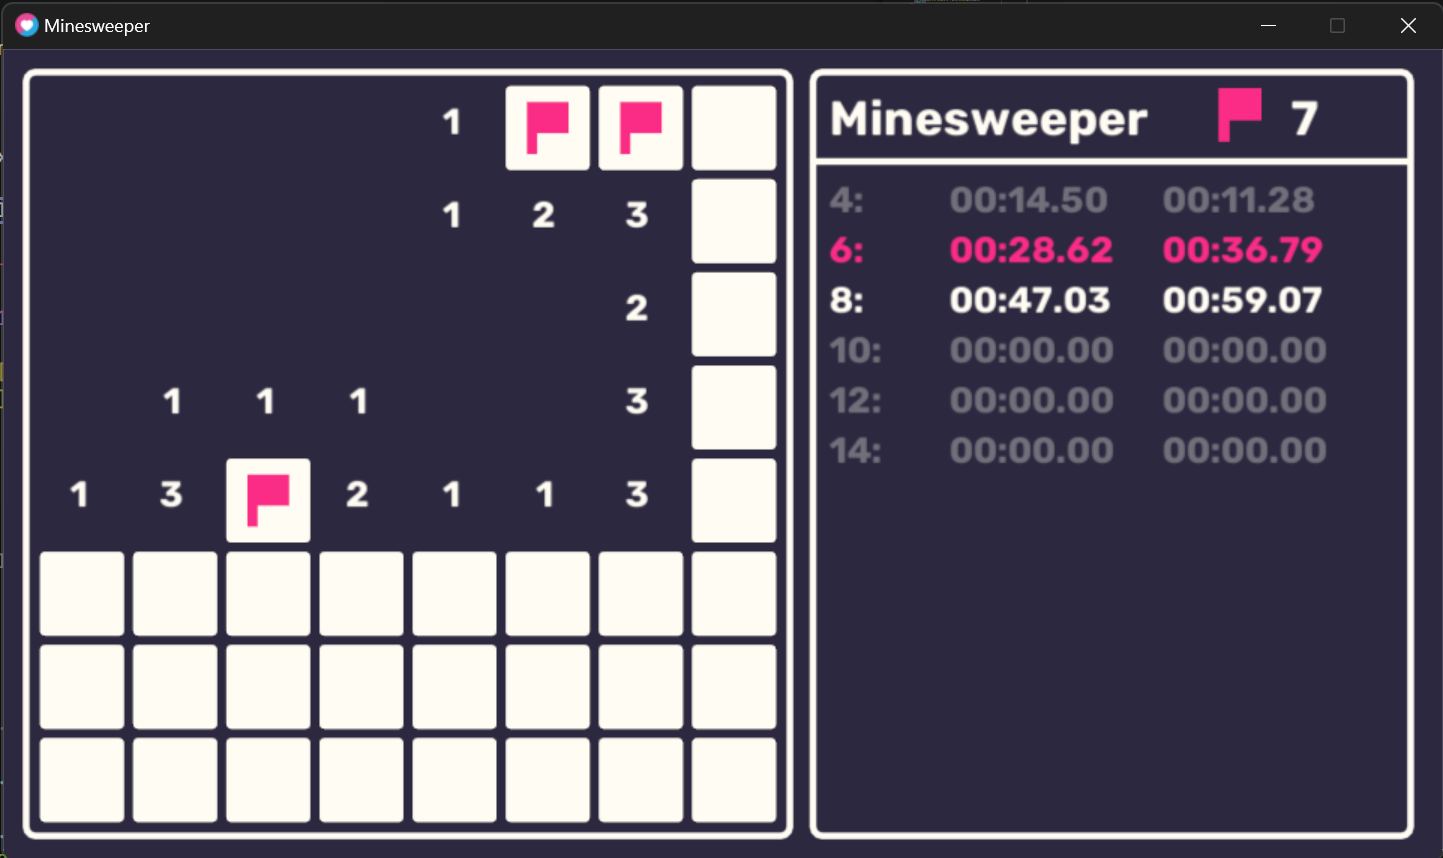 Minesweeper
1
1 2 3
2
1 1 1 3
1 3 2 1 1 3
Minesweeper 7
4: 00:14.50 00:11.28
6: 00:28.62 00:36.79
8: 00:47.03 00:59.07
10: 00:00.00 00:00.00
12: 00:00.00 00:00.00
14: 00:00.00 00:00.00